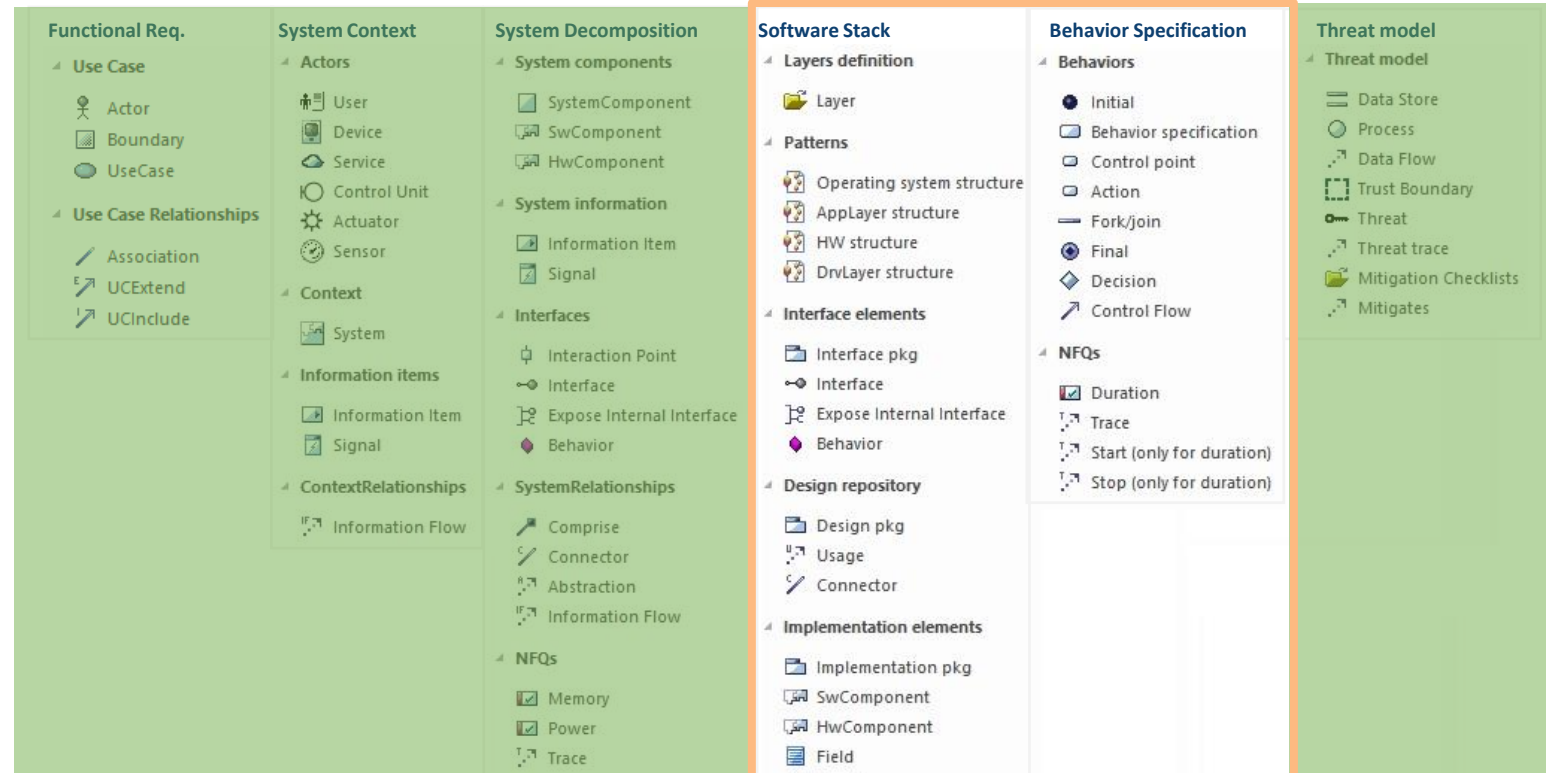 Functional Req.
Use Case
Actor
Boundary
UseCase
Use Case Relationships
Association
UCExtend
UCInclude
System Context
Actors
User
Device
Service
Control Unit
Actuator
Sensor
Context
System
Information items
Information Item
Signal
ContextRelationships
Information Flow
System Decomposition
System components
SystemComponent
SwComponent
HwComponent
System information
Information Item
Signal
Interfaces
Interaction Point
Interface
Expose Internal Interface
Behavior
SystemRelationships
Comprise
Connector
Abstraction
Information Flow
NFQs
Memory
Power
Trace
Software Stack
Layers definition
Layer
Patterns
Operating system structure
AppLayer structure
HW structure
DrvLayer structure
Interface elements
Interface pkg
Interface
Expose Internal Interface
Behavior
Design repository
Design pkg
Usage
Connector
Implementation elements
Implementation pkg
SwComponent
HwComponent
Field
Behavior Specification
Behaviors
Initial
Behavior specification
Control point
Action
Fork/join
Final
Decision
Control Flow
NFQs
Duration
Trace
Start (only for duration)
Stop (only for duration)
Threat model
Threat model
Data Store
Process
Data Flow
Trust Boundary
Threat
Threat trace
Mitigation Checklists
Mitigates